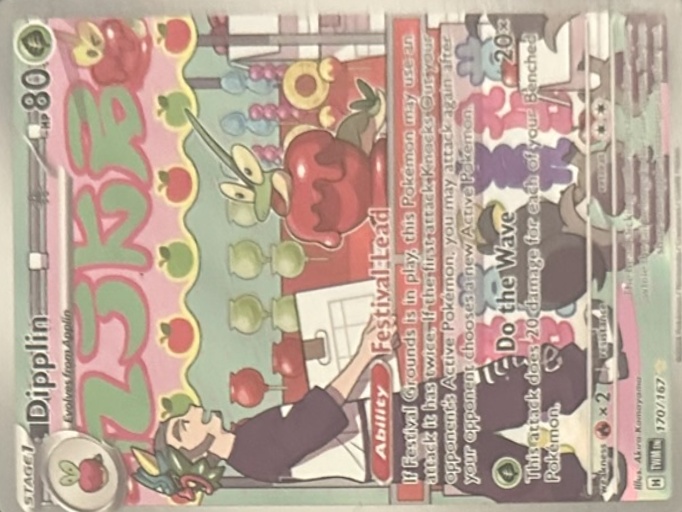 STAGE 1
Dipplin
HP 80
Evolves from Applin
Ability Festival Lead
If Festival Grounds is in play, this Pokémon may use an
attack it has twice. If the first attack Knocks Out your
opponent's Active Pokémon, you may attack again after
your opponent chooses a new Active Pokémon.
Do the Wave 20×
This attack does 20 damage for each of your Benched
Pokémon.
weakness ×2 resistance retreat
Illus. Akira Komayama
H TWM EN 170/167